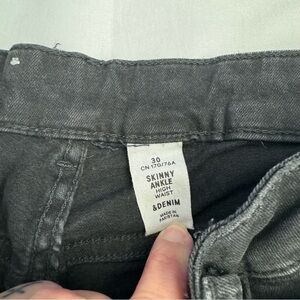 30
CN 170/76A
SKINNY
ANKLE
HIGH
WAIST
&DENIM
MADE IN
PAKISTAN